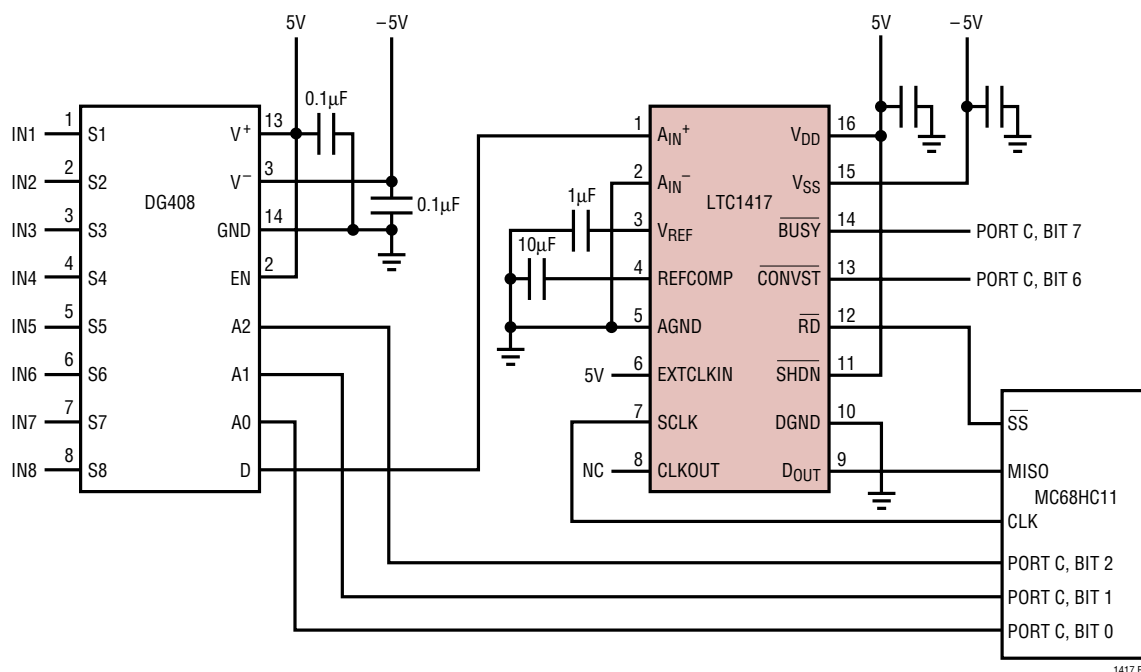 5V
–5V
5V
–5V
0.1µF
0.1µF
DG408
IN1 1 S1
IN2 2 S2
IN3 3 S3
IN4 4 S4
IN5 5 S5
IN6 6 S6
IN7 7 S7
IN8 8 S8
V+ 13
V– 3
GND 14
EN 2
A2
A1
A0
D
1µF
10µF
5V
NC
LTC1417
1 AIN+
2 AIN–
3 VREF
4 REFCOMP
5 AGND
6 EXTCLKIN
7 SCLK
8 CLKOUT
VDD 16
VSS 15
BUSY 14 PORT C, BIT 7
CONVST 13 PORT C, BIT 6
RD 12
SHDN 11
DGND 10
DOUT 9
SS
MISO
MC68HC11
CLK
PORT C, BIT 2
PORT C, BIT 1
PORT C, BIT 0